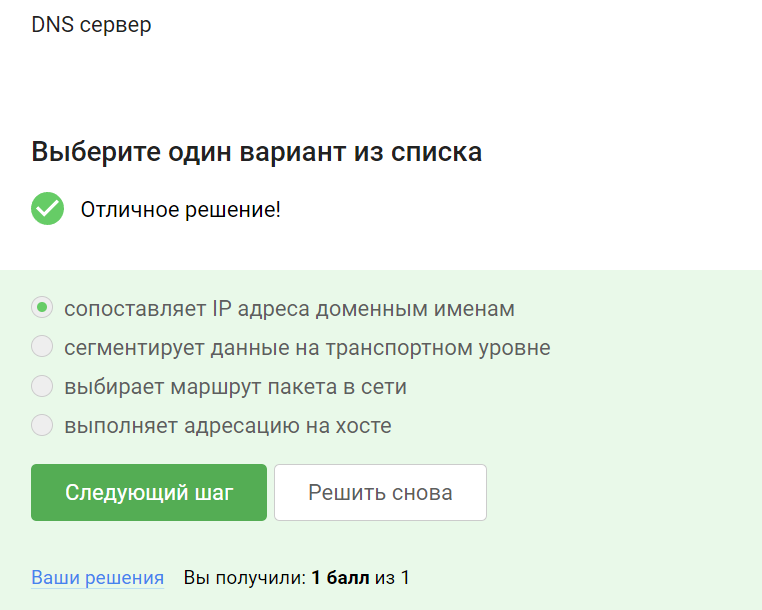 DNS сервер
Выберите один вариант из списка
Отличное решение!
сопоставляет IP адреса доменным именам
сегментирует данные на транспортном уровне
выбирает маршрут пакета в сети
выполняет адресацию на хосте
Следующий шаг Решить снова
Ваши решения Вы получили: 1 балл из 1